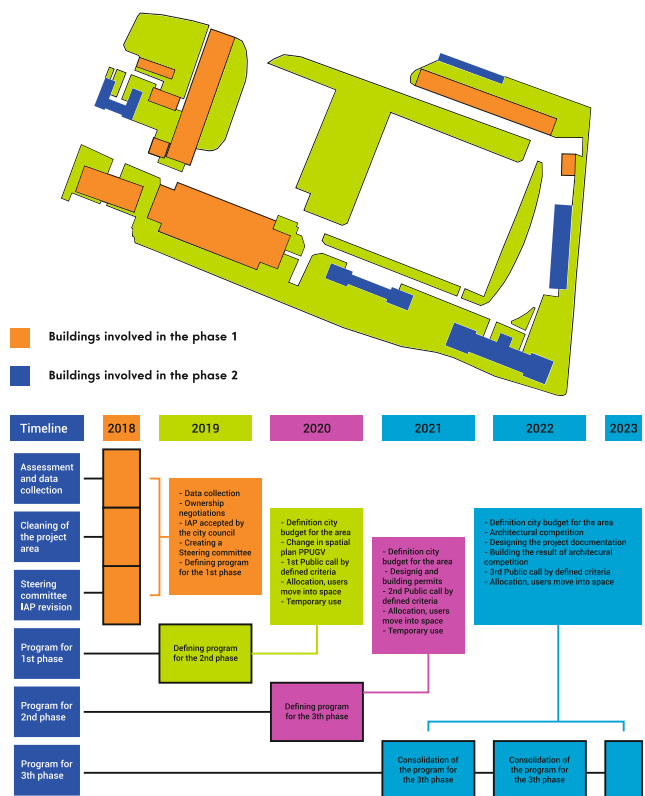 Buildings involved in the phase 1
Buildings involved in the phase 2
Timeline
2018
2019
2020
2021
2022
2023
Assessment
and data
collection
Cleaning of
the project
area
Steering
committee
IAP revision
- Data collection
- Ownership
negotiations
- IAP accepted by
the city council
- Creating a
Steering committee
- Defining program
for the 1st phase
- Definition city
budget for the area
- Change in spatial
plan PPUGV
- 1st Public call by
defined criteria
- Allocation, users
move into space
- Temporary use
- Definition city
budget for the area
- Designig and
building permits
- 2nd Public call by
defined criteria
- Allocation, users
move into space
- Temporary use
- Definition city budget for the area
- Architectural competition
- Designing the project documentation
- Building the result of architecural
competition
- 3rd Public call by defined criteria
- Allocation, users move into space
Program for
1st phase
Defining program
for the 2nd phase
Program for
2nd phase
Defining program
for the 3th phase
Program for
3th phase
Consolidation of
the program for
the 3th phase
Consolidation of
the program for
the 3th phase